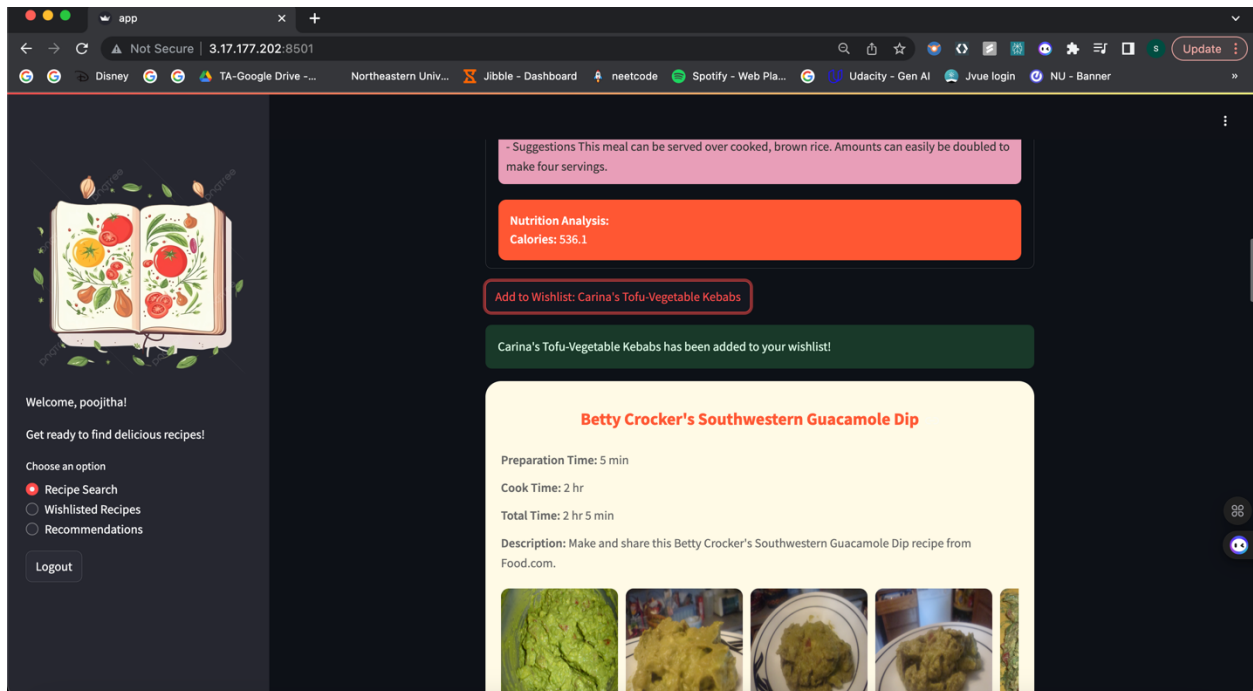 app
Not Secure | 3.17.177.202:8501
S
Update
Disney
TA-Google Drive -...
Northeastern Univ...
Jibble - Dashboard
neetcode
Spotify - Web Pla...
Udacity - Gen AI
Jvue login
NU - Banner
»
pngtree
pngtree
- Suggestions This meal can be served over cooked, brown rice. Amounts can easily be doubled to
make four servings.
Nutrition Analysis:
Calories: 536.1
Add to Wishlist: Carina's Tofu-Vegetable Kebabs
Carina's Tofu-Vegetable Kebabs has been added to your wishlist!
Welcome, poojitha!
Get ready to find delicious recipes!
Choose an option
Recipe Search
Wishlisted Recipes
Recommendations
Logout
Betty Crocker's Southwestern Guacamole Dip
Preparation Time: 5 min
Cook Time: 2 hr
Total Time: 2 hr 5 min
Description: Make and share this Betty Crocker's Southwestern Guacamole Dip recipe from
Food.com.